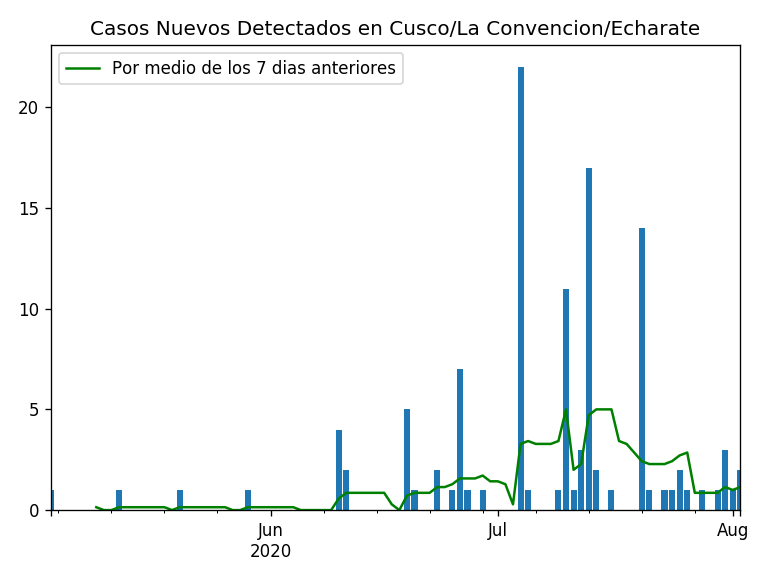 Casos Nuevos Detectados en Cusco/La Convencion/Echarate
Por medio de los 7 dias anteriores
20
15
10
5
0
Jun
2020
Jul
Aug